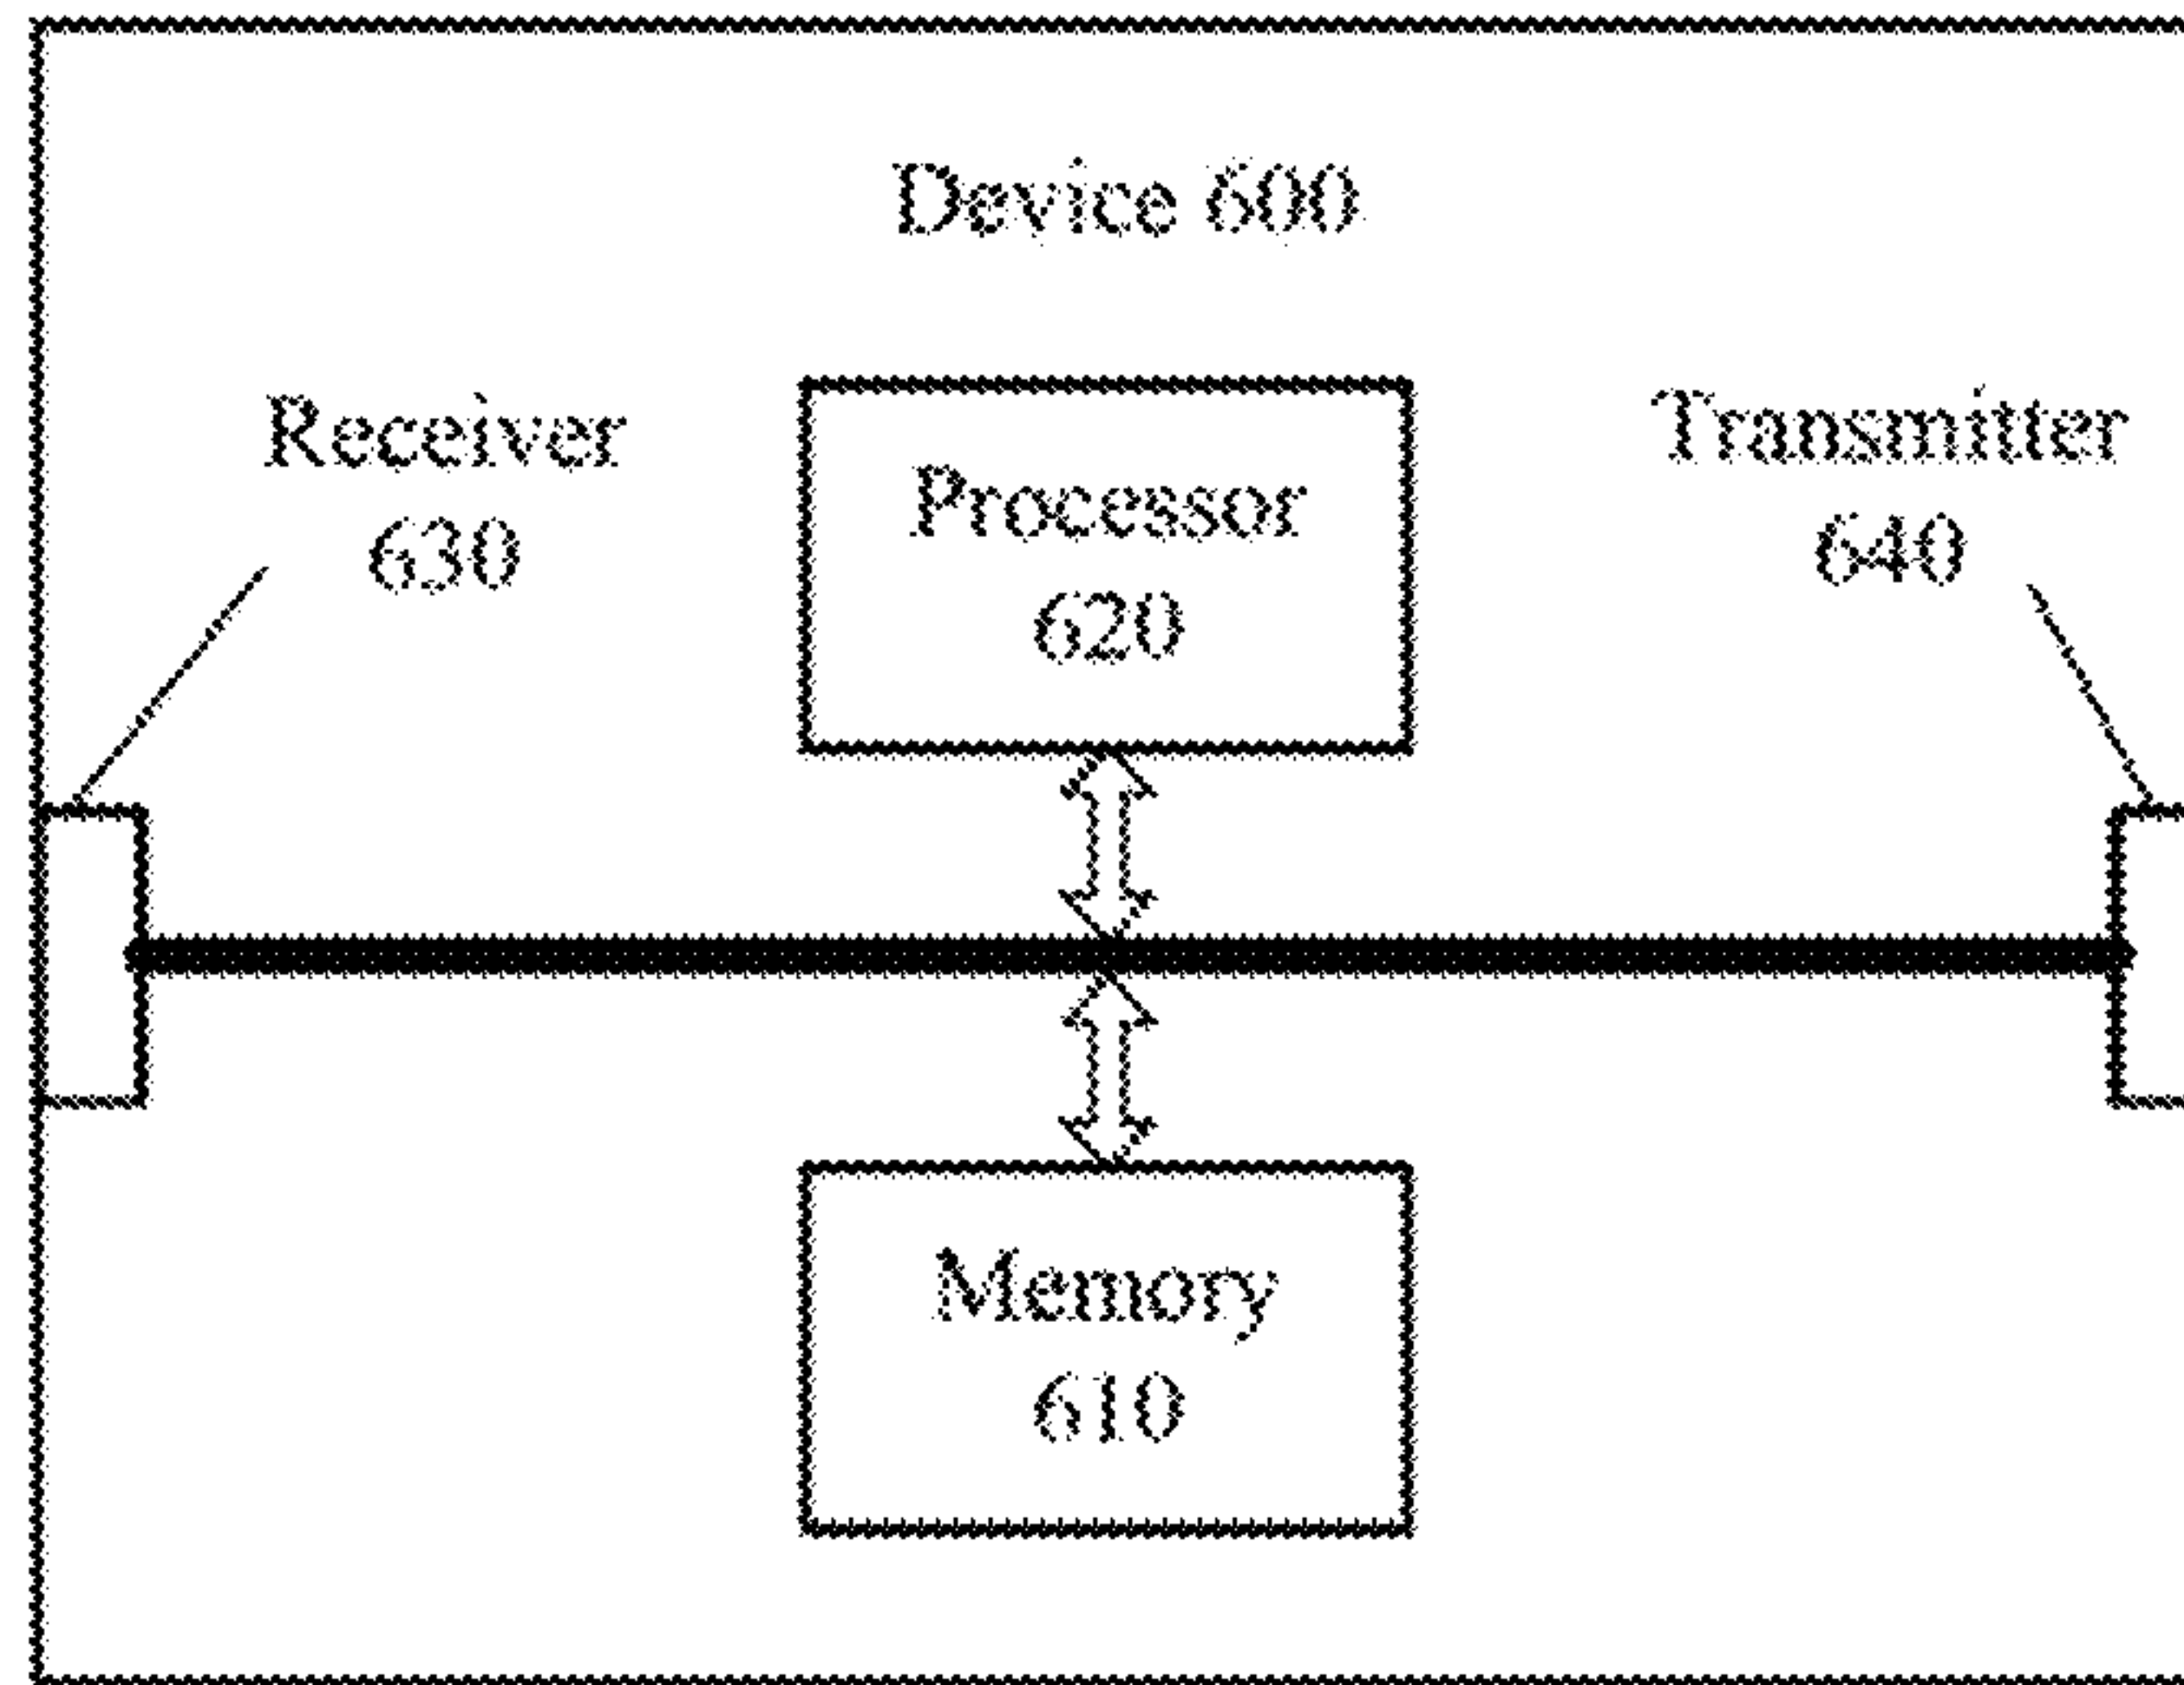 Device 600
Receiver
630
Processor
620
Transmitter
640
Memory
610